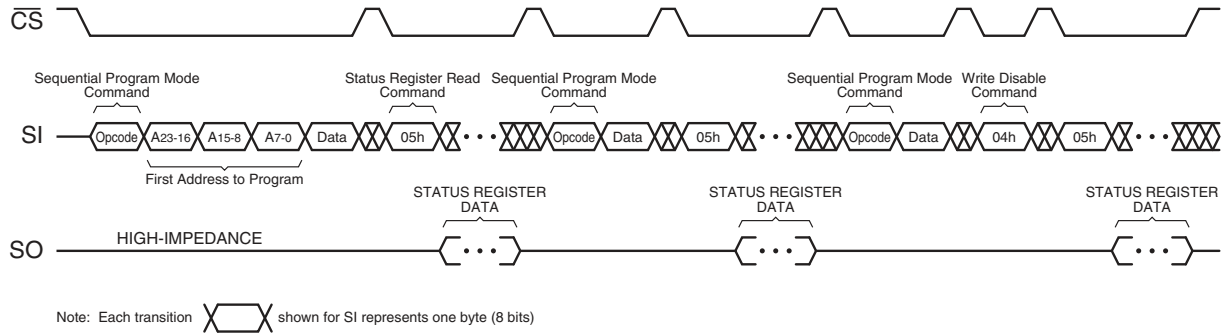 CS
Sequential Program Mode
Command
Status Register Read
Command
Sequential Program Mode
Command
Sequential Program Mode
Command
Write Disable
Command
SI
Opcode A23-16 A15-8 A7-0 Data 05h Opcode Data 05h Opcode Data 04h 05h
First Address to Program
STATUS REGISTER
DATA
STATUS REGISTER
DATA
STATUS REGISTER
DATA
SO
HIGH-IMPEDANCE
Note: Each transition shown for SI represents one byte (8 bits)